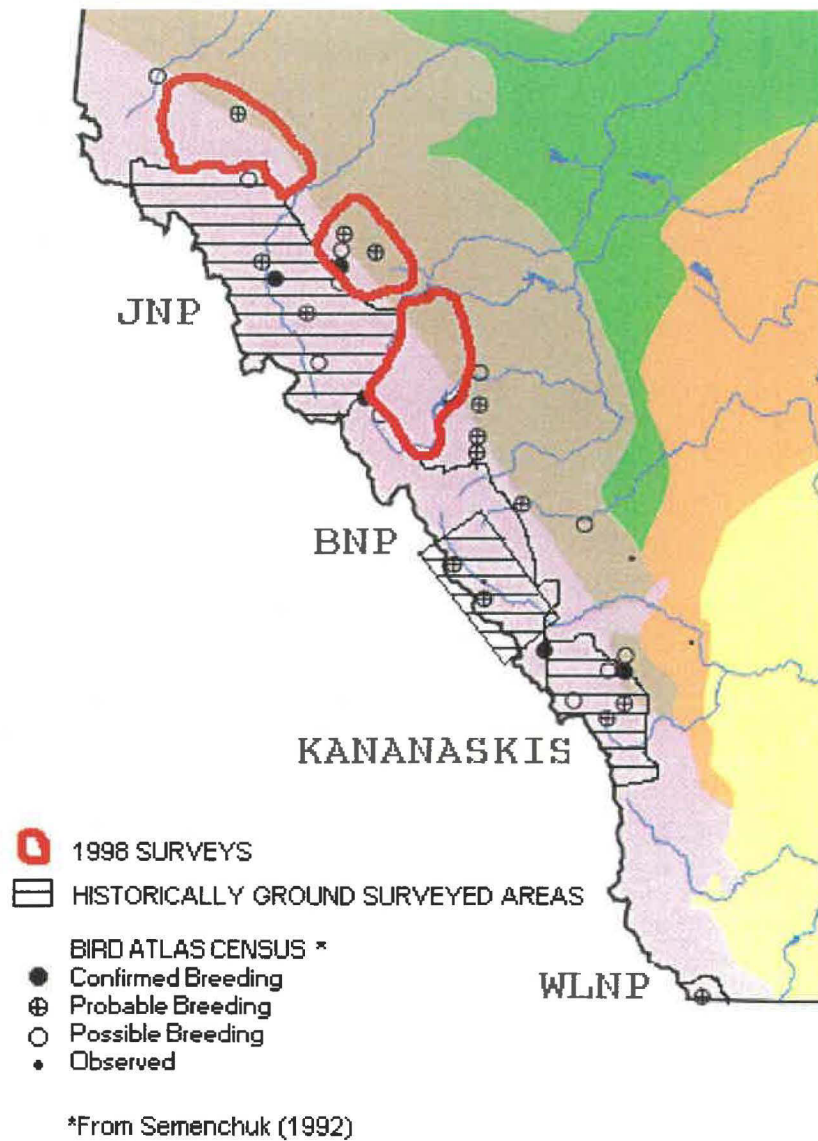 JNP
BNP
KANANASKIS
WLNP
1998 SURVEYS
HISTORICALLY GROUND SURVEYED AREAS
BIRD ATLAS CENSUS *
Confirmed Breeding
Probable Breeding
Possible Breeding
Observed
*From Semenchuk (1992)